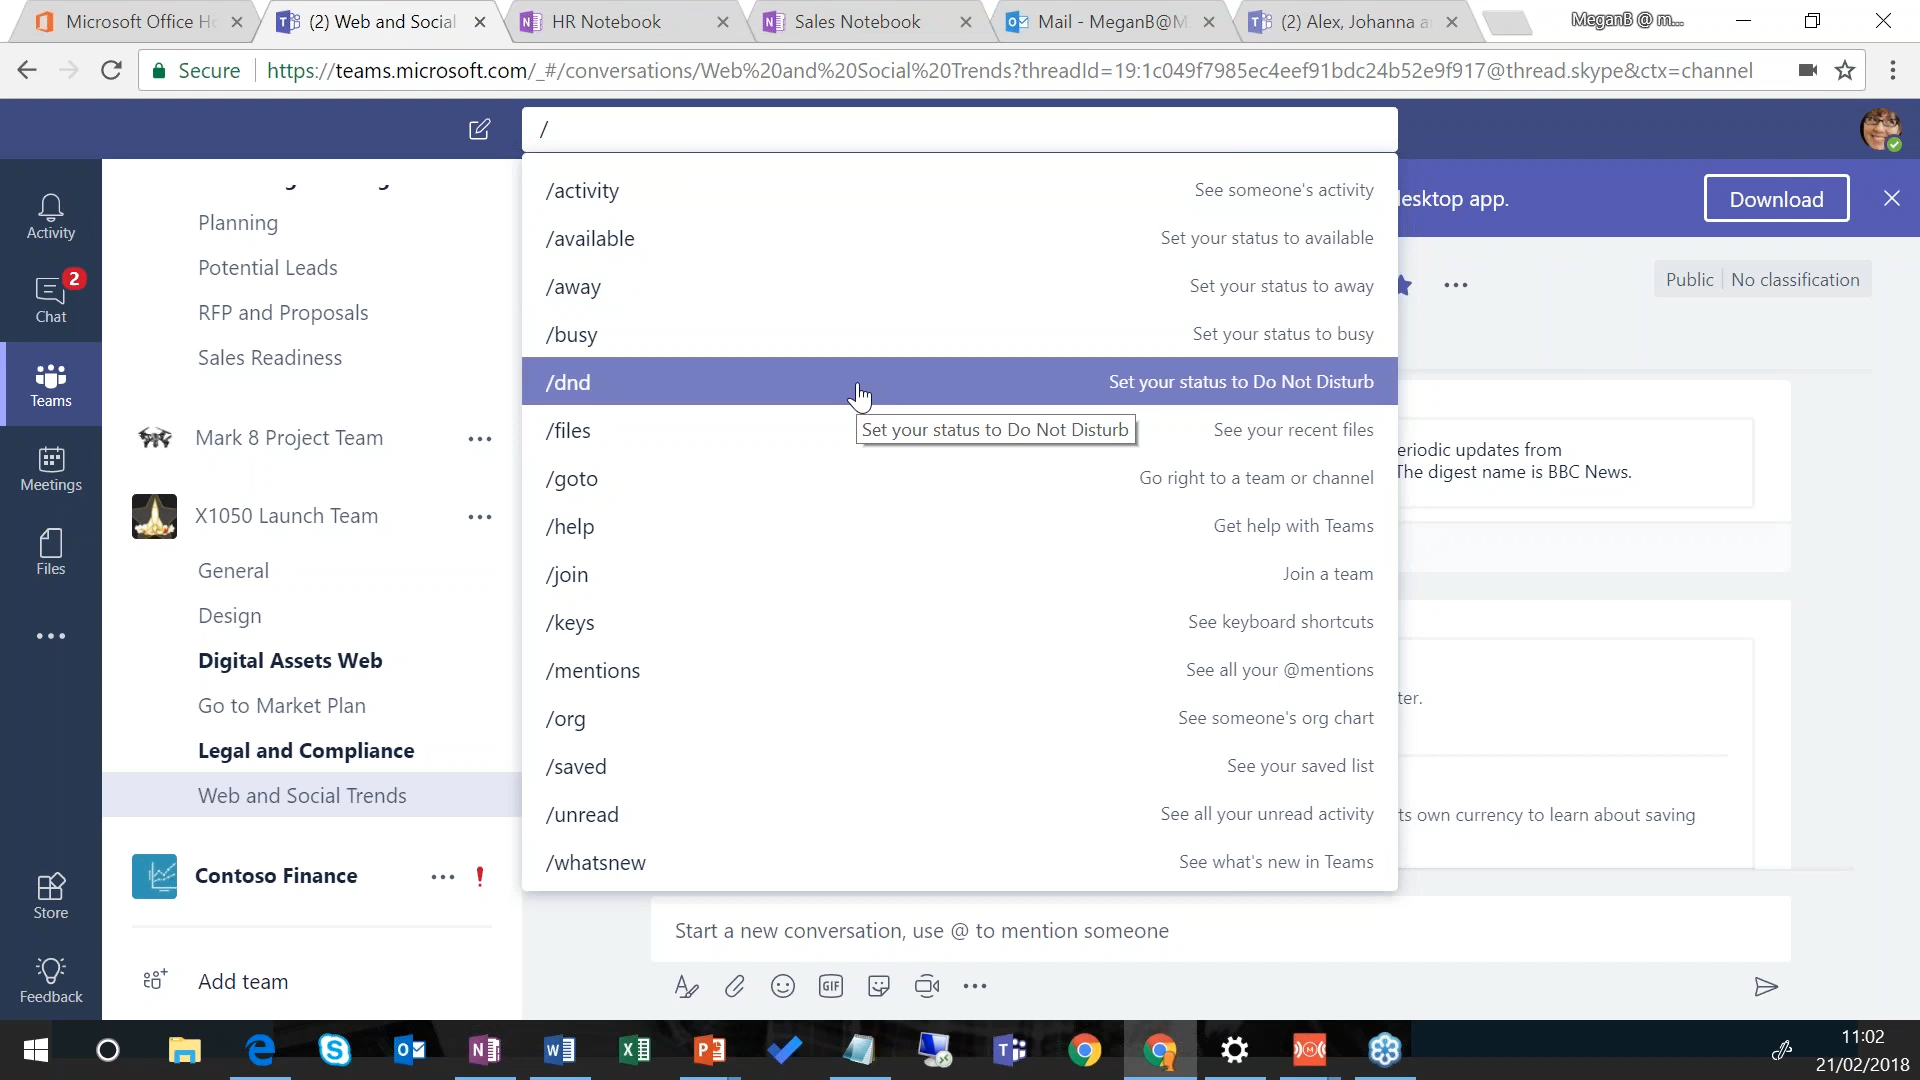 Microsoft Office Ho
(2) Web and Social
HR Notebook
Sales Notebook
Mail - MeganB@M
(2) Alex, Johanna a
MeganB @ m...
Secure
https://teams.microsoft.com/_#/conversations/Web%20and%20Social%20Trends?threadId=19:1c049f7985ec4eef91bdc24b52e9f917@thread.skype&ctx=channel
/
esktop app.
Download
Public
No classification
Activity
2
Chat
Teams
Meetings
Files
Store
Feedback
Planning
Potential Leads
RFP and Proposals
Sales Readiness
Mark 8 Project Team
X1050 Launch Team
General
Design
Digital Assets Web
Go to Market Plan
Legal and Compliance
Web and Social Trends
Contoso Finance
Add team
/activity See someone's activity
/available Set your status to available
/away Set your status to away
/busy Set your status to busy
/dnd Set your status to Do Not Disturb
Set your status to Do Not Disturb
/files See your recent files
/goto Go right to a team or channel
/help Get help with Teams
/join Join a team
/keys See keyboard shortcuts
/mentions See all your @mentions
/org See someone's org chart
/saved See your saved list
/unread See all your unread activity
/whatsnew See what's new in Teams
eriodic updates from
The digest name is BBC News.
ter.
ts own currency to learn about saving
Start a new conversation, use @ to mention someone
GIF
11:02
21/02/2018